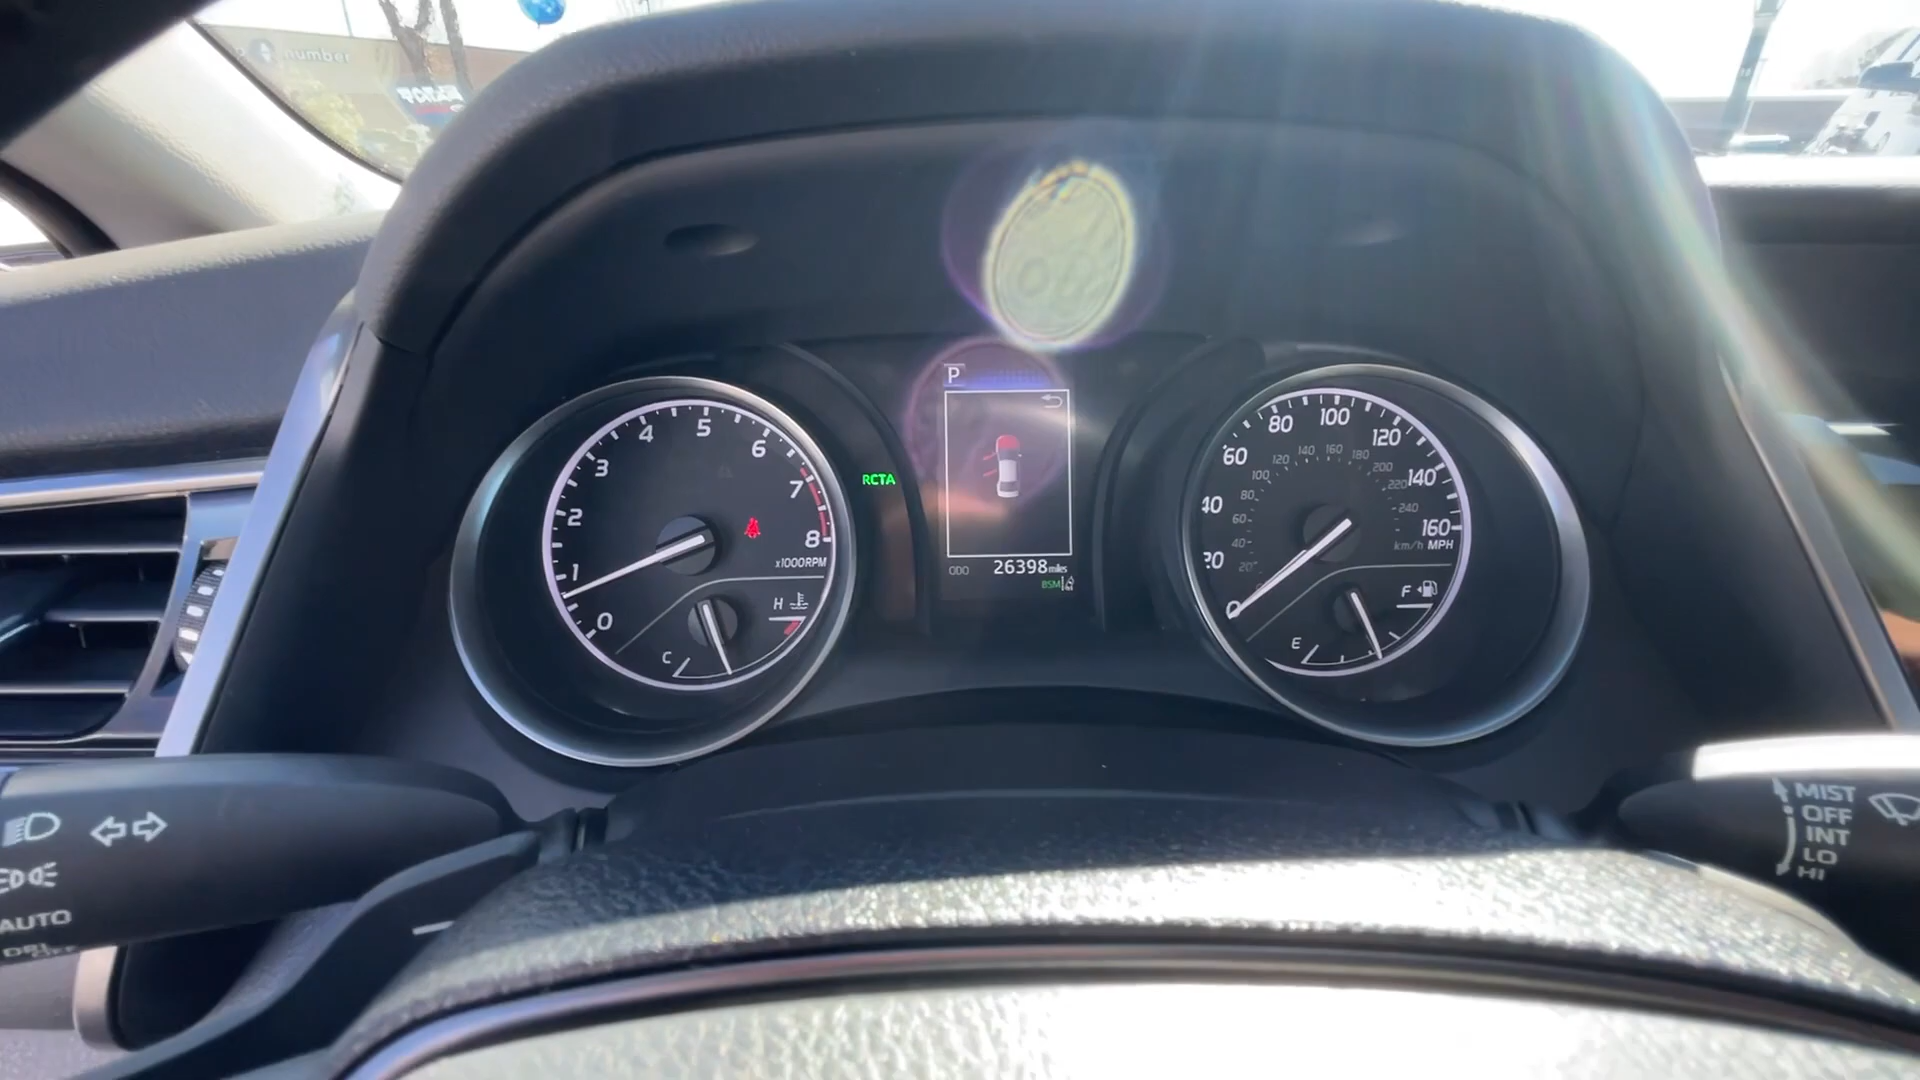 number
P
RCTA
0
1
2
3
4
5
6
7
8
x1000RPM
H
C
ODO 26398 miles
BSM
0
20
40
60
80
100
120
140
160
km/h MPH
20
40
60
80
100
120
140
160
180
200
220
240
F
E
AUTO
DRL
OFF
MIST
OFF
INT
LO
HI